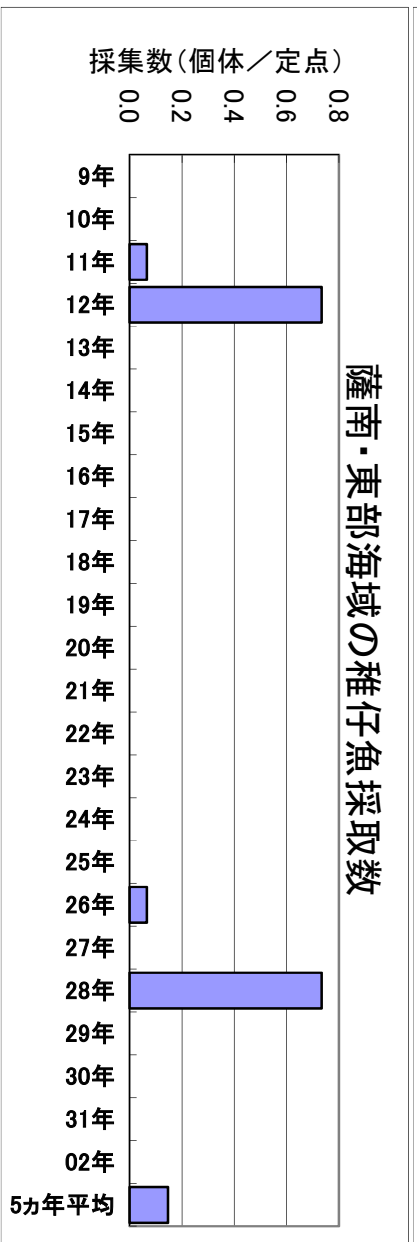 薩南・東部海域の稚仔魚採取数
採集数（個体／定点）
0.8
0.6
0.4
0.2
0.0
9年
10年
11年
12年
13年
14年
15年
16年
17年
18年
19年
20年
21年
22年
23年
24年
25年
26年
27年
28年
29年
30年
31年
02年
5ヵ年平均